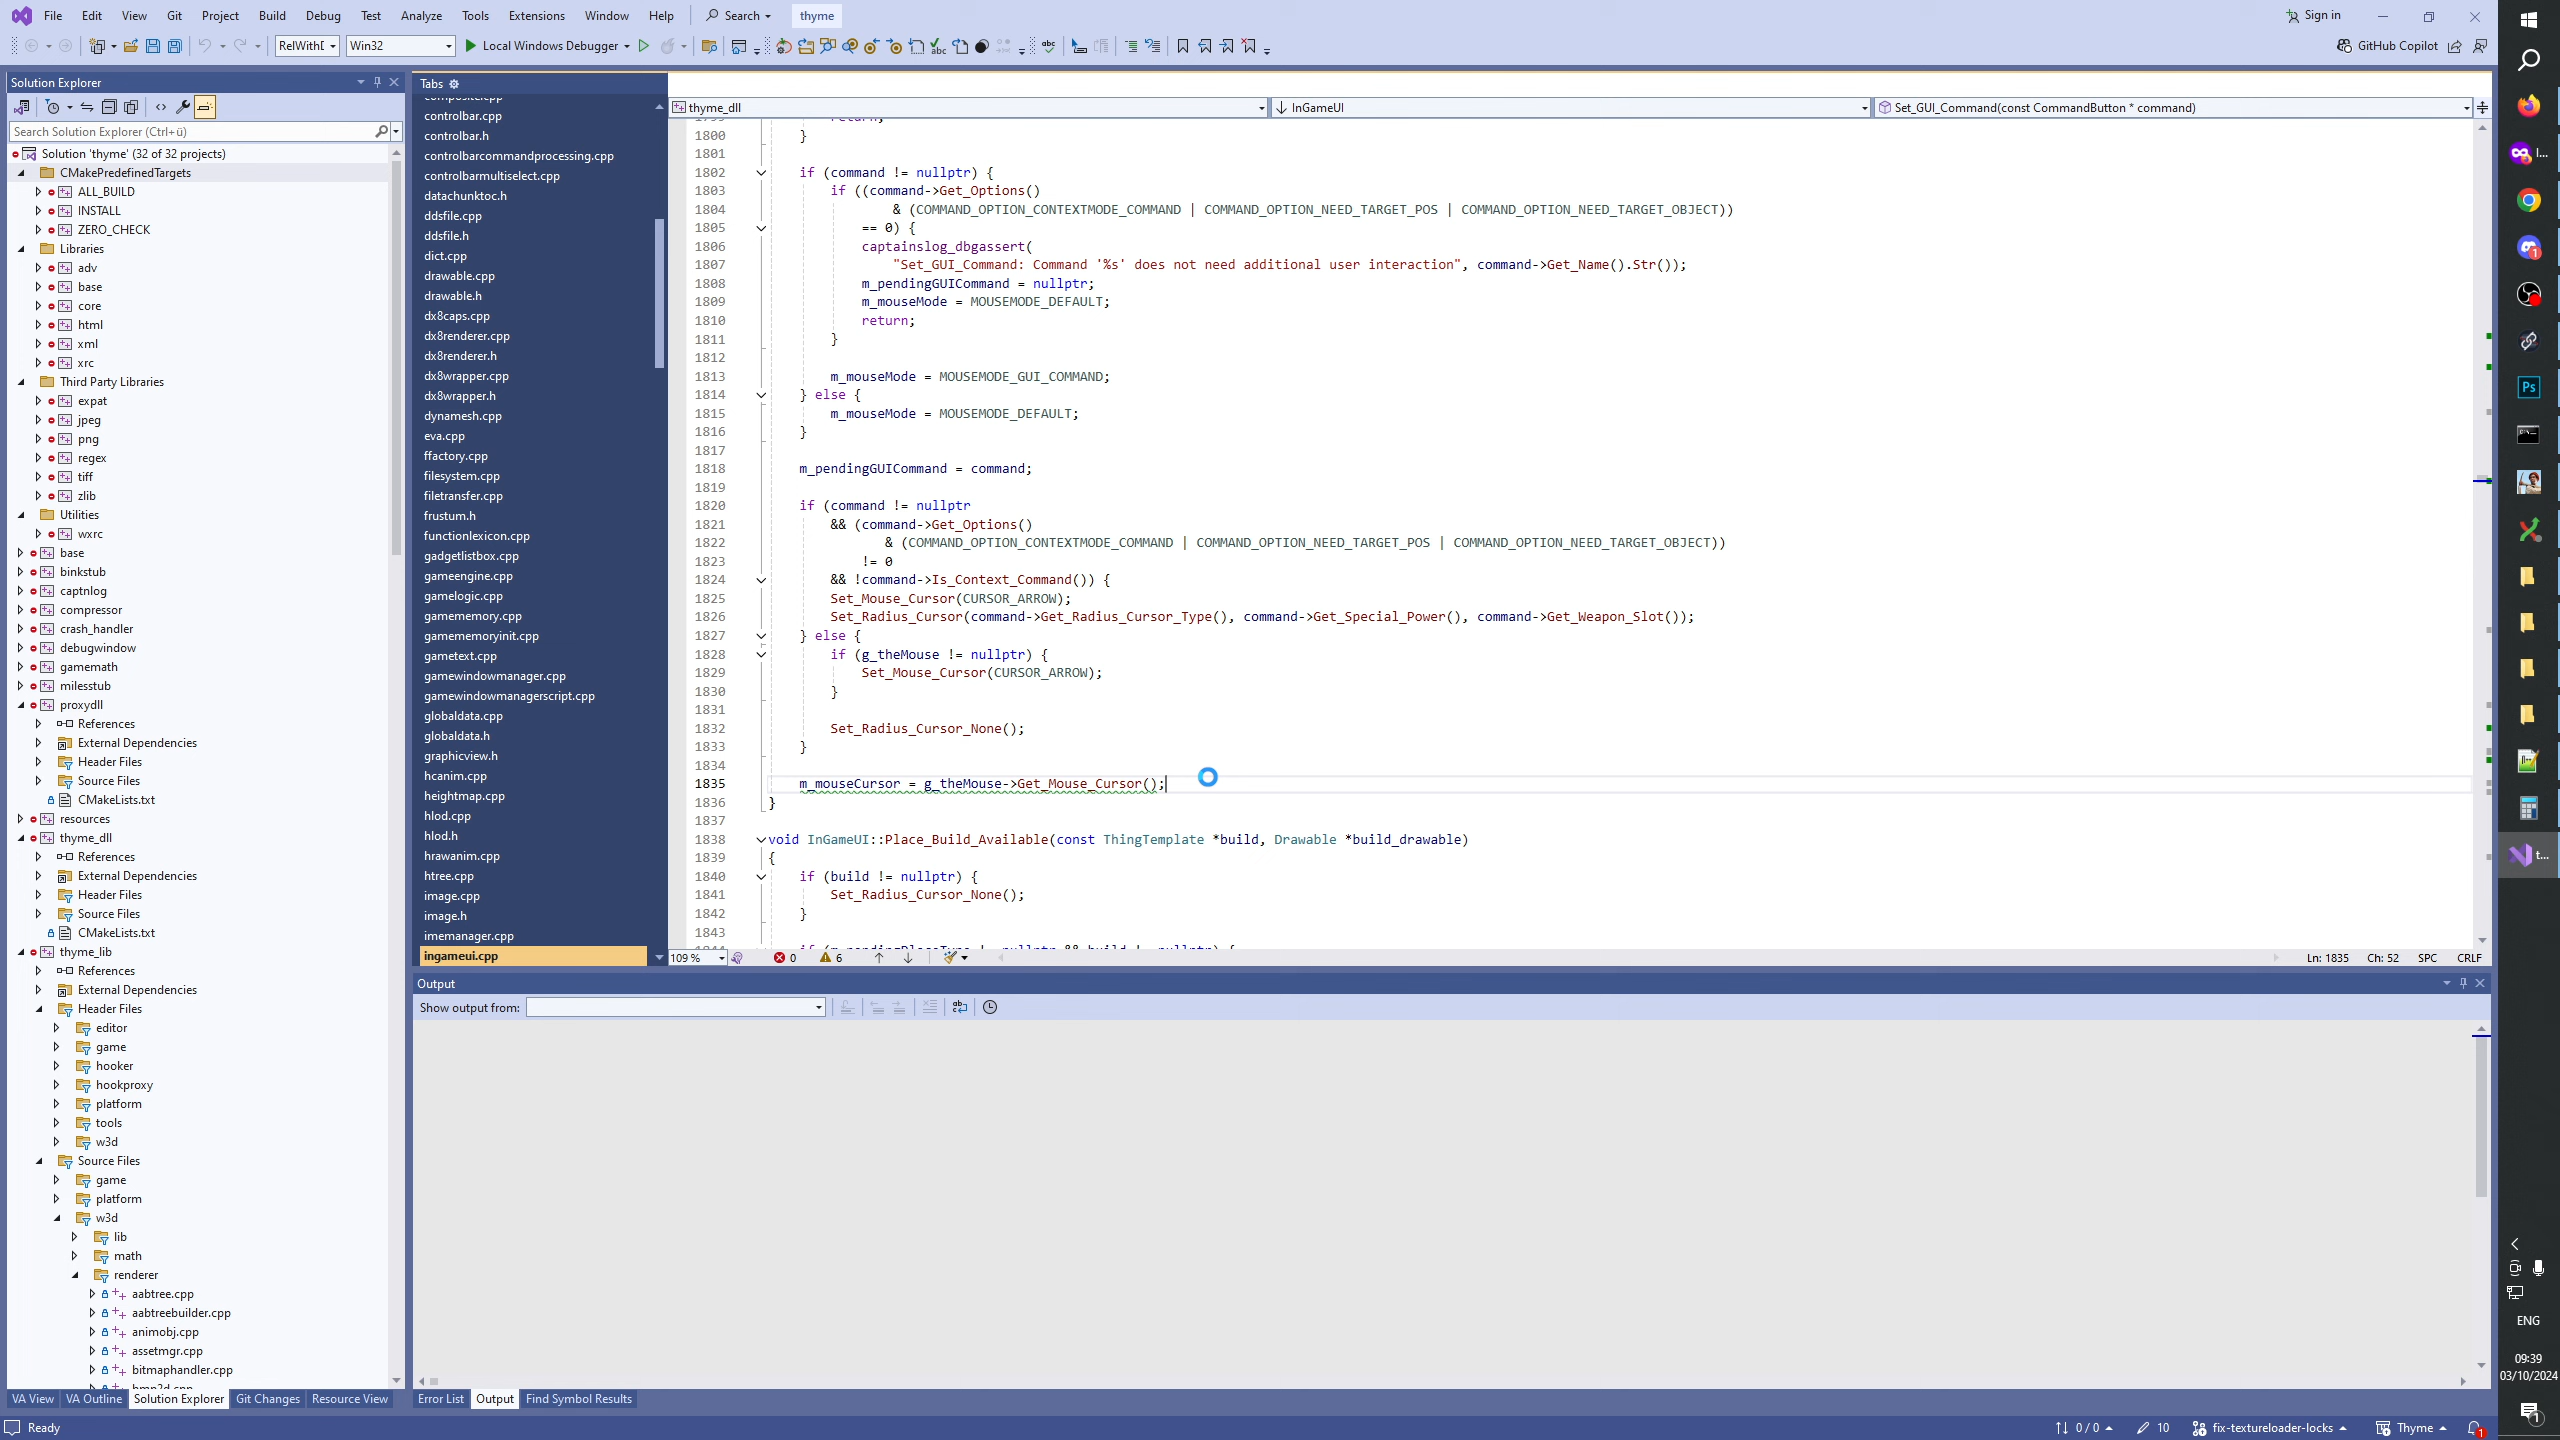 File Edit View Git Project Build Debug Test Analyze Tools Extensions Window Help Search thyme Sign in
RelWithD Win32 Local Windows Debugger GitHub Copilot
Solution Explorer
Search Solution Explorer (Ctrl+ü)
Solution 'thyme' (32 of 32 projects)
CMakePredefinedTargets
ALL_BUILD
INSTALL
ZERO_CHECK
Libraries
adv
base
core
html
xml
xrc
Third Party Libraries
expat
jpeg
png
regex
tiff
zlib
Utilities
wxrc
base
binkstub
captnlog
compressor
crash_handler
debugwindow
gamemath
milesstub
proxydll
References
External Dependencies
Header Files
Source Files
CMakeLists.txt
resources
thyme_dll
References
External Dependencies
Header Files
Source Files
CMakeLists.txt
thyme_lib
References
External Dependencies
Header Files
editor
game
hooker
hookproxy
platform
tools
w3d
Source Files
game
platform
w3d
lib
math
renderer
aabtree.cpp
aabtreebuilder.cpp
animobj.cpp
assetmgr.cpp
bitmaphandler.cpp
bmp2d.cpp
VA View VA Outline Solution Explorer Git Changes Resource View
Tabs
composite.cpp
controlbar.cpp
controlbar.h
controlbarcommandprocessing.cpp
controlbarmultiselect.cpp
datachunktoc.h
ddsfile.cpp
ddsfile.h
dict.cpp
drawable.cpp
drawable.h
dx8caps.cpp
dx8renderer.cpp
dx8renderer.h
dx8wrapper.cpp
dx8wrapper.h
dynamesh.cpp
eva.cpp
ffactory.cpp
filesystem.cpp
filetransfer.cpp
frustum.h
functionlexicon.cpp
gadgetlistbox.cpp
gameengine.cpp
gamelogic.cpp
gamememory.cpp
gamememoryinit.cpp
gametext.cpp
gamewindowmanager.cpp
gamewindowmanagerscript.cpp
globaldata.cpp
globaldata.h
graphicview.h
hcanim.cpp
heightmap.cpp
hlod.cpp
hlod.h
hrawanim.cpp
htree.cpp
image.cpp
image.h
imemanager.cpp
ingameui.cpp
thyme_dll InGameUI Set_GUI_Command(const CommandButton * command)
1799 return;
1800 }
1801
1802 if (command != nullptr) {
1803 if ((command->Get_Options()
1804 & (COMMAND_OPTION_CONTEXTMODE_COMMAND | COMMAND_OPTION_NEED_TARGET_POS | COMMAND_OPTION_NEED_TARGET_OBJECT))
1805 == 0) {
1806 captainslog_dbgassert(
1807 "Set_GUI_Command: Command '%s' does not need additional user interaction", command->Get_Name().Str());
1808 m_pendingGUICommand = nullptr;
1809 m_mouseMode = MOUSEMODE_DEFAULT;
1810 return;
1811 }
1812
1813 m_mouseMode = MOUSEMODE_GUI_COMMAND;
1814 } else {
1815 m_mouseMode = MOUSEMODE_DEFAULT;
1816 }
1817
1818 m_pendingGUICommand = command;
1819
1820 if (command != nullptr
1821 && (command->Get_Options()
1822 & (COMMAND_OPTION_CONTEXTMODE_COMMAND | COMMAND_OPTION_NEED_TARGET_POS | COMMAND_OPTION_NEED_TARGET_OBJECT))
1823 != 0
1824 && !command->Is_Context_Command()) {
1825 Set_Mouse_Cursor(CURSOR_ARROW);
1826 Set_Radius_Cursor(command->Get_Radius_Cursor_Type(), command->Get_Special_Power(), command->Get_Weapon_Slot());
1827 } else {
1828 if (g_theMouse != nullptr) {
1829 Set_Mouse_Cursor(CURSOR_ARROW);
1830 }
1831
1832 Set_Radius_Cursor_None();
1833 }
1834
1835 m_mouseCursor = g_theMouse->Get_Mouse_Cursor();
1836 }
1837
1838 void InGameUI::Place_Build_Available(const ThingTemplate *build, Drawable *build_drawable)
1839 {
1840 if (build != nullptr) {
1841 Set_Radius_Cursor_None();
1842 }
1843
1844 if (m_pendingPlaceType != nullptr && build != nullptr) {
109 % 0 6 Ln: 1835 Ch: 52 SPC CRLF
Output
Show output from:
Error List Output Find Symbol Results
Ready 0 / 0 10 fix-textureloader-locks Thyme 1
I...
1
Ps
t...
ENG
09:39
03/10/2024
1